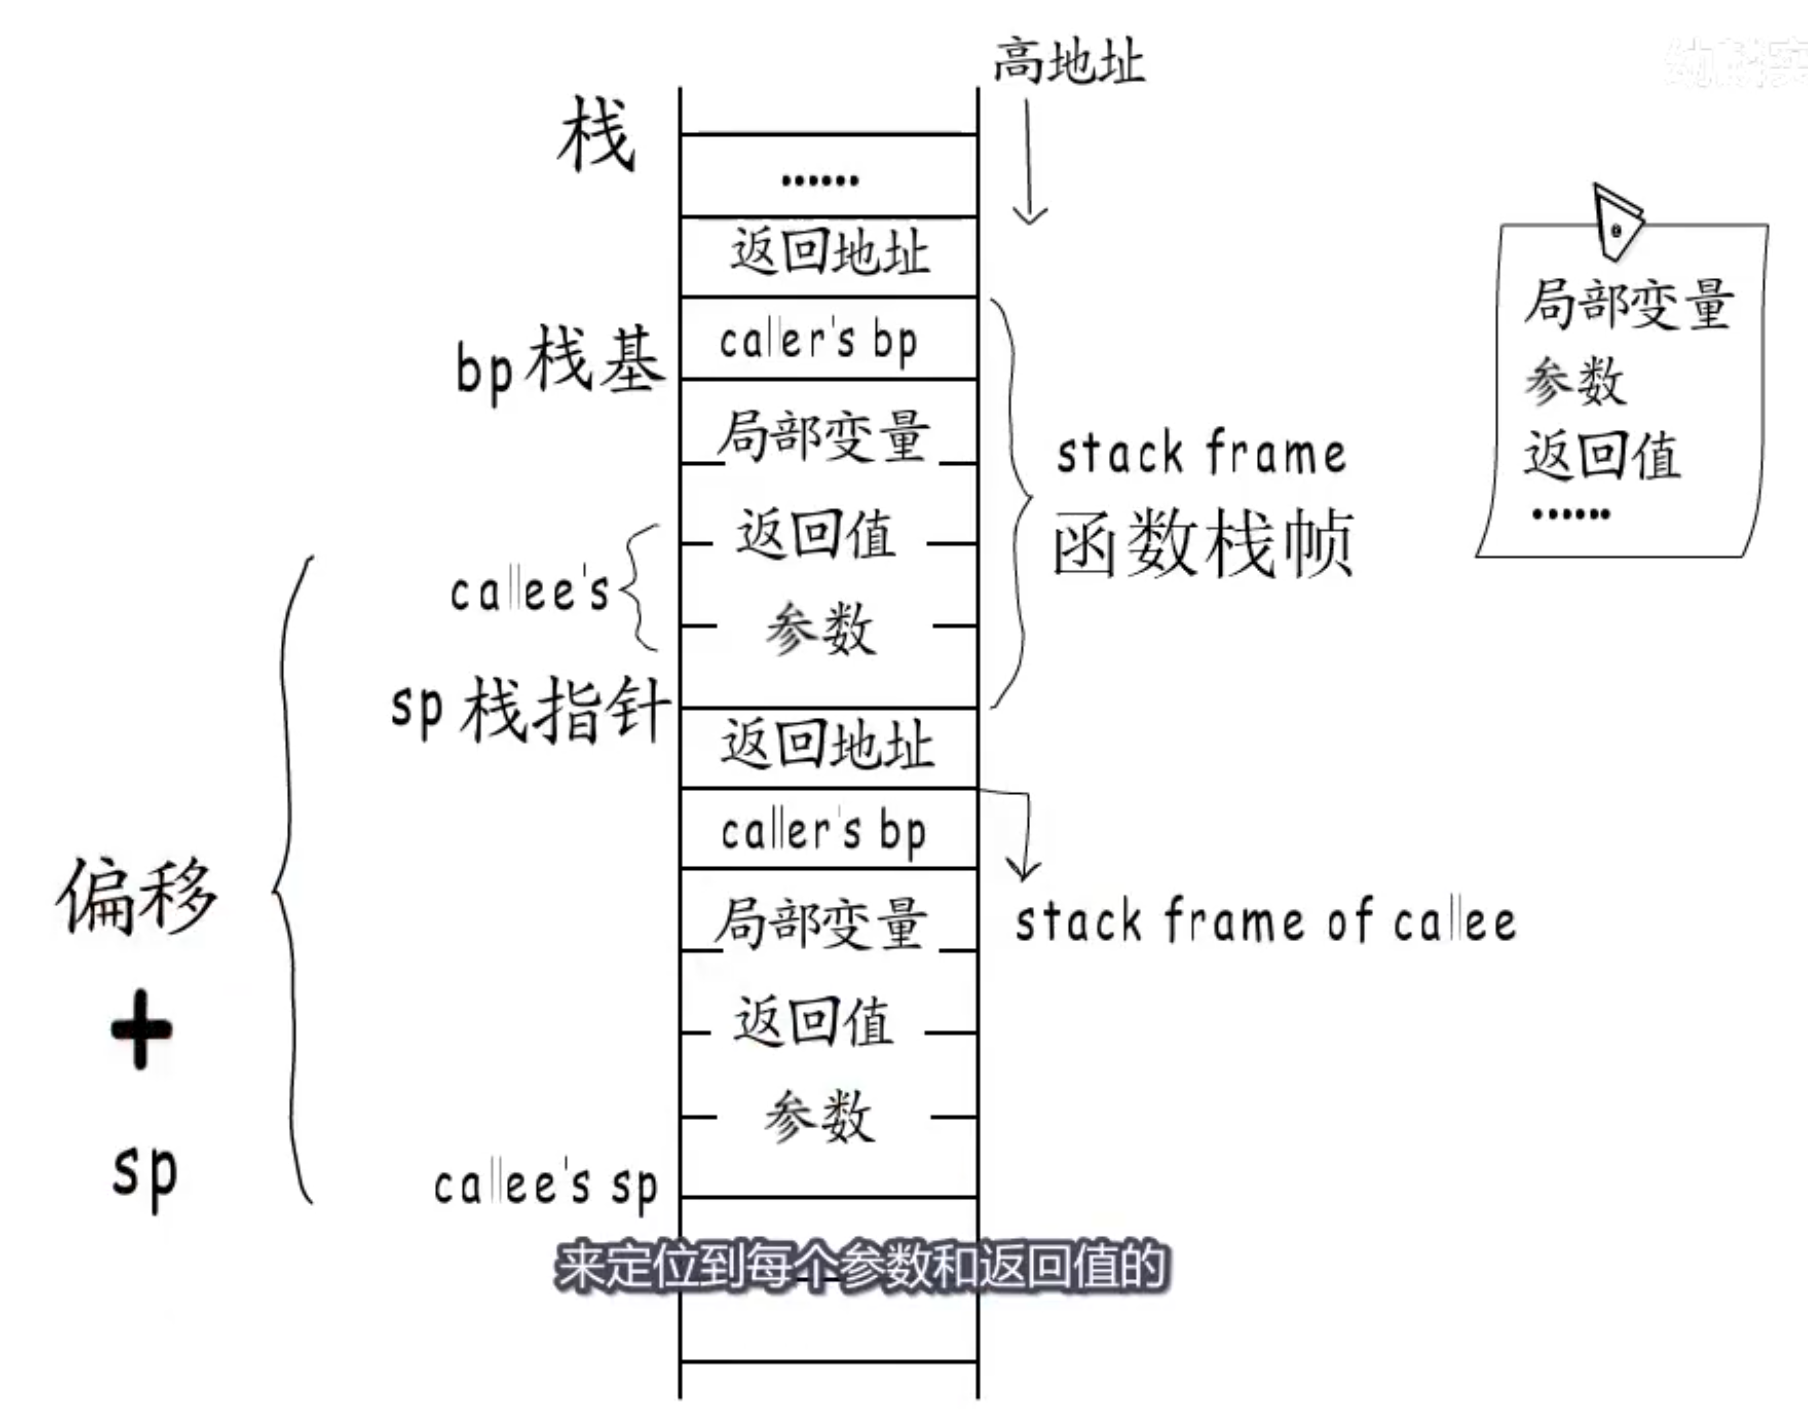 高地址
栈
······
返回地址
caller's bp
bp 栈基
局部变量
返回值
callee's
参数
sp 栈指针
stack frame
函数栈帧
局部变量
参数
返回值
······
返回地址
caller's bp
局部变量
stack frame of callee
返回值
参数
callee's sp
偏移
+
sp
来定位到每个参数和返回值的